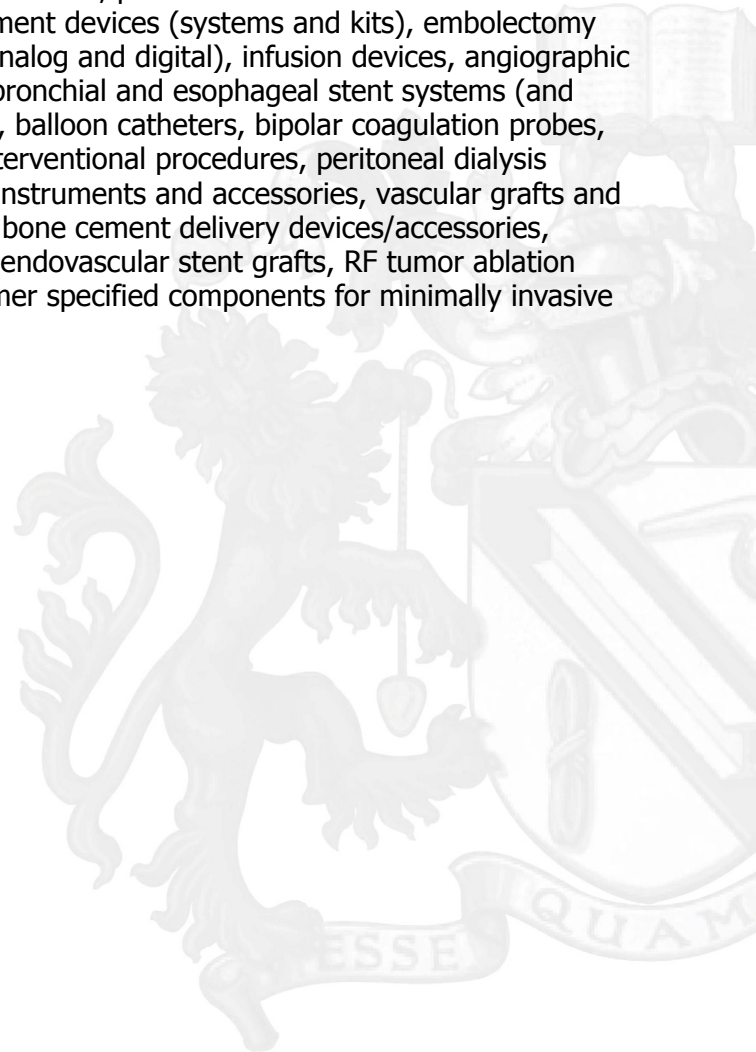 ment devices (systems and kits), embolectomy
nalog and digital), infusion devices, angiographic
bronchial and esophageal stent systems (and
, balloon catheters, bipolar coagulation probes,
terventional procedures, peritoneal dialysis
nstruments and accessories, vascular grafts and
bone cement delivery devices/accessories,
endovascular stent grafts, RF tumor ablation
mer specified components for minimally invasive
ESSE
QUAM